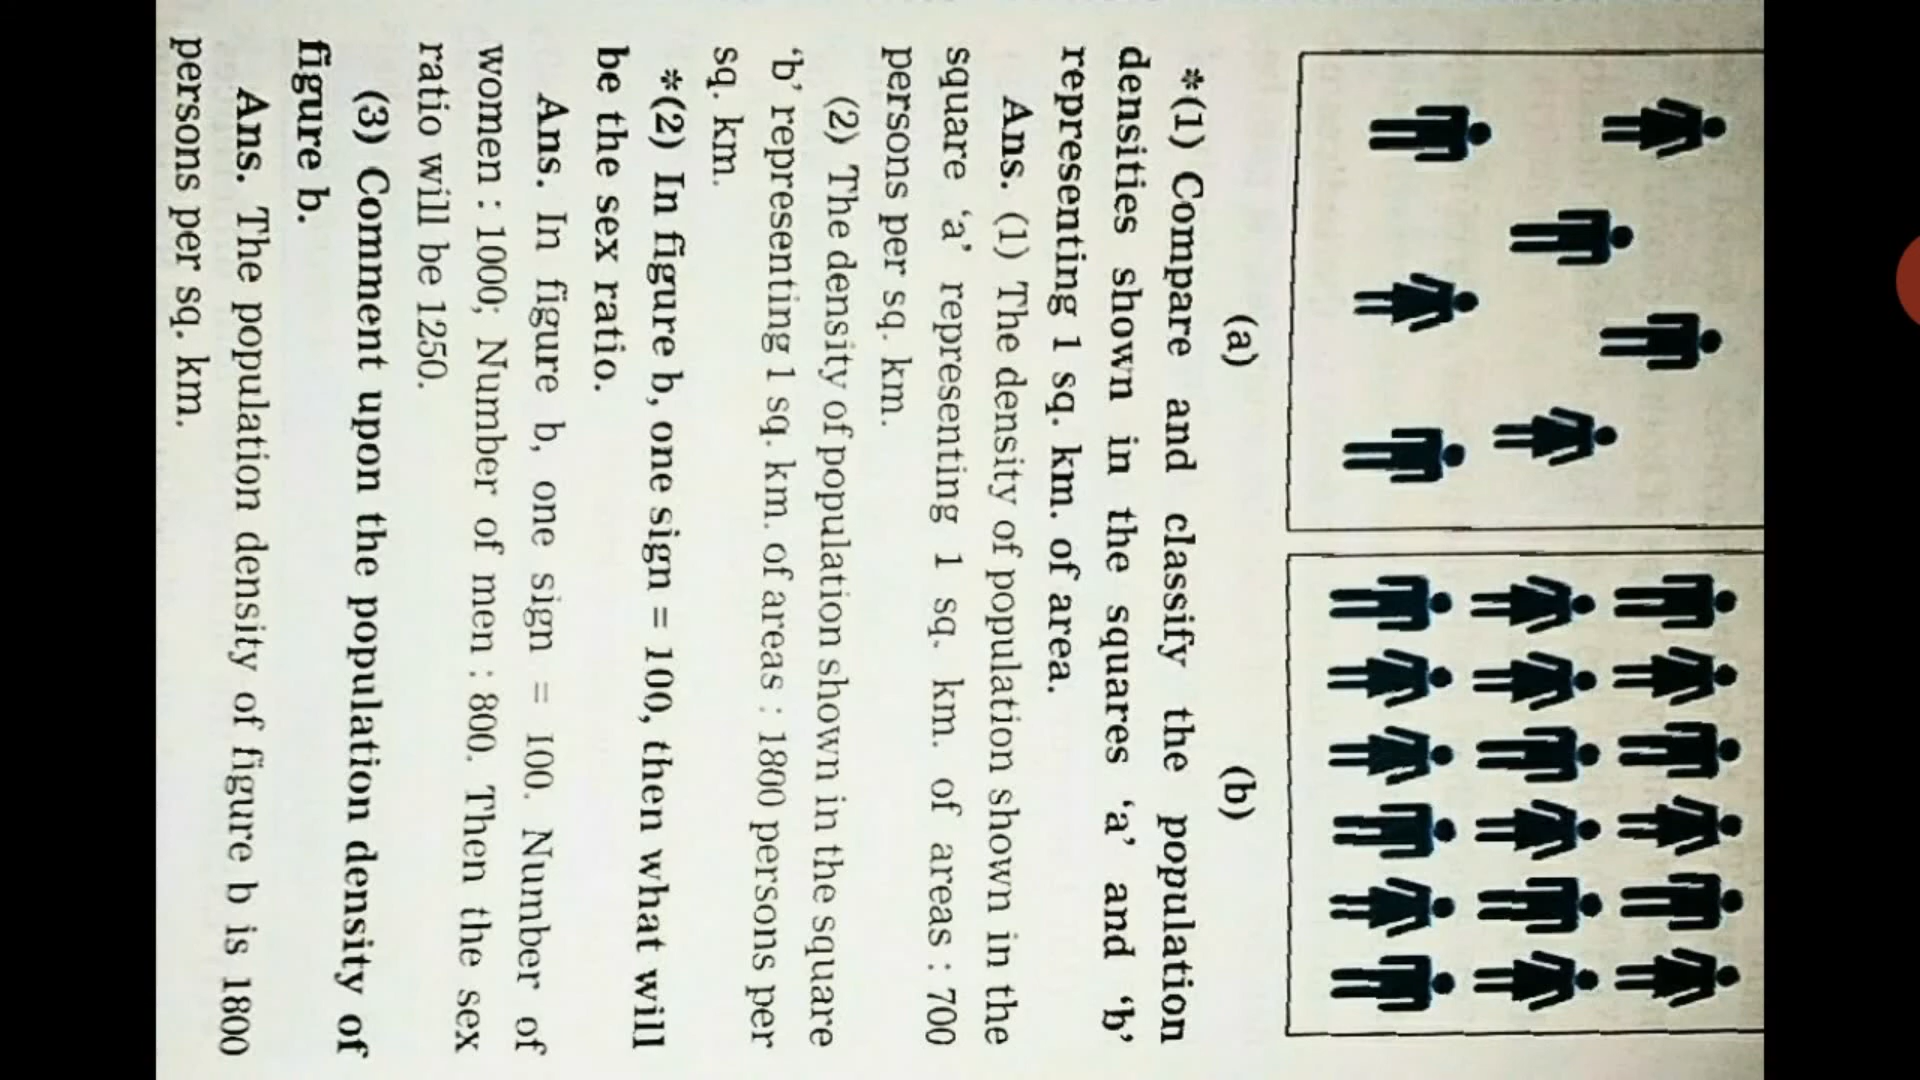 (a) (b)
*(1) Compare and classify the population
densities shown in the squares ‘a’ and ‘b’
representing 1 sq. km. of area.
Ans. (1) The density of population shown in the
square ‘a’ representing 1 sq. km. of areas : 700
persons per sq. km.
(2) The density of population shown in the square
‘b’ representing 1 sq. km. of areas : 1800 persons per
sq. km.
*(2) In figure b, one sign = 100, then what will
be the sex ratio.
Ans. In figure b, one sign = 100. Number of
women : 1000; Number of men : 800. Then the sex
ratio will be 1250.
(3) Comment upon the population density of
figure b.
Ans. The population density of figure b is 1800
persons per sq. km.